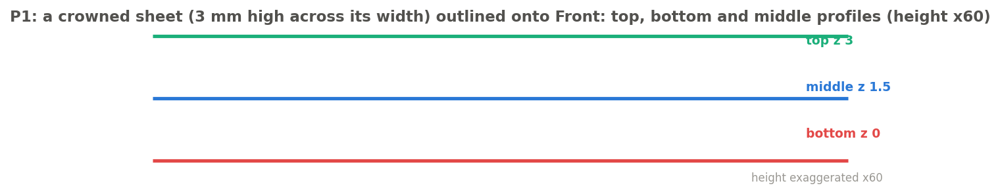 P1: a crowned sheet (3 mm high across its width) outlined onto Front: top, bottom and middle profiles (height x60)
top z 3
middle z 1.5
bottom z 0
height exaggerated x60